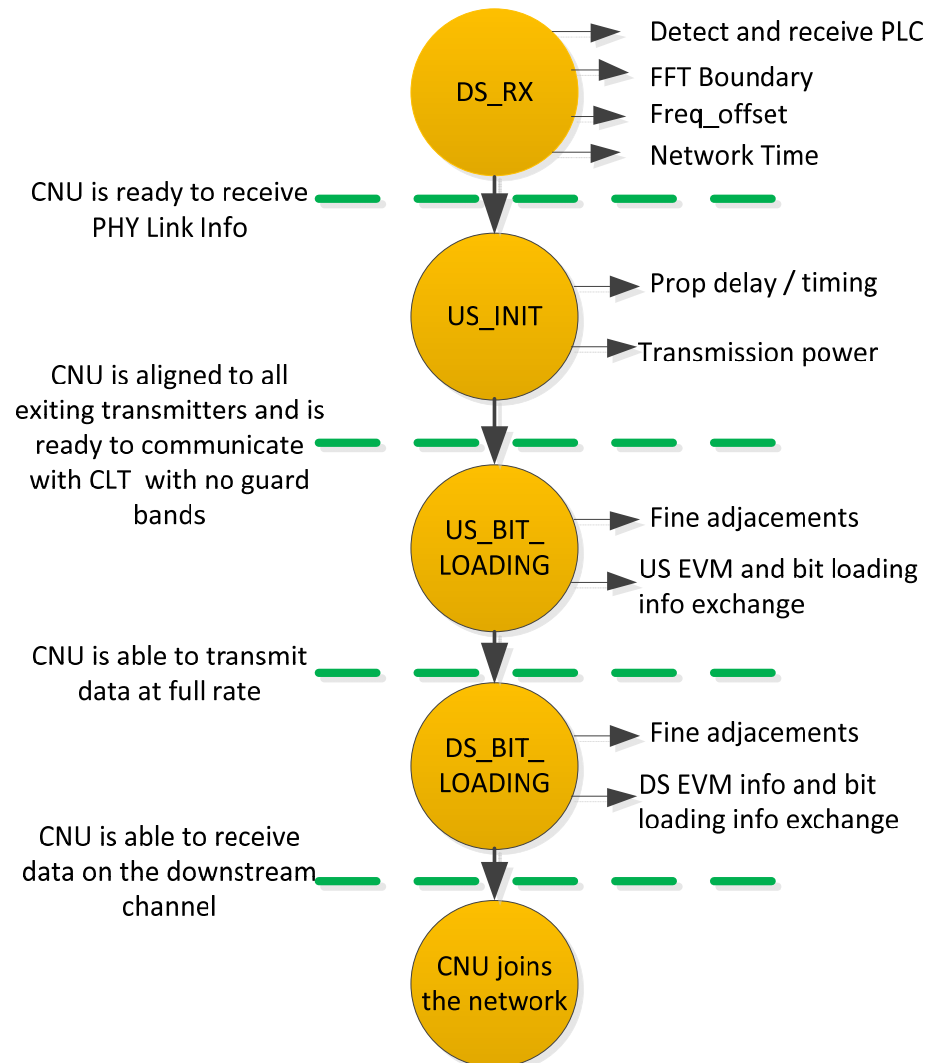 DS_RX
Detect and receive PLC
FFT Boundary
Freq_offset
Network Time
CNU is ready to receive
PHY Link Info
US_INIT
Prop delay / timing
Transmission power
CNU is aligned to all
exiting transmitters and is
ready to communicate
with CLT with no guard
bands
US_BIT_
LOADING
Fine adjacements
US EVM and bit loading
info exchange
CNU is able to transmit
data at full rate
DS_BIT_
LOADING
Fine adjacements
DS EVM info and bit
loading info exchange
CNU is able to receive
data on the downstream
channel
CNU joins
the network